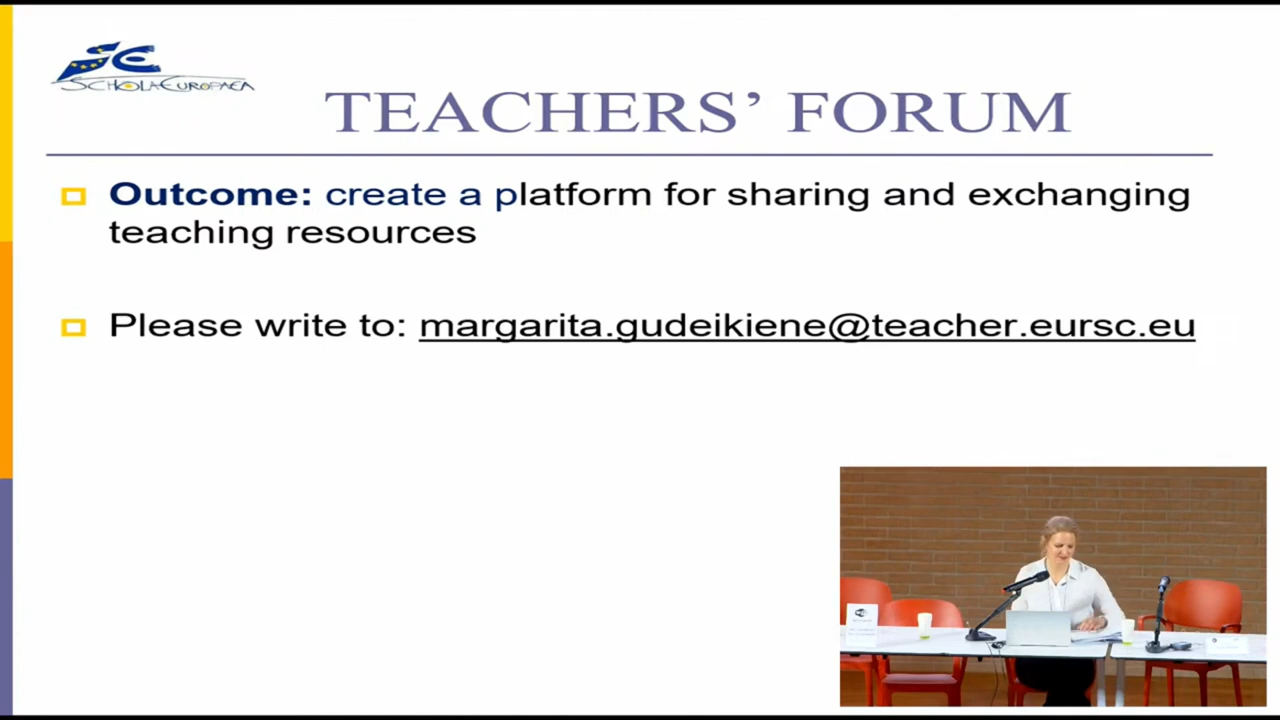 SCHOLA EUROPAEA
TEACHERS’ FORUM
Outcome: create a platform for sharing and exchanging
teaching resources
Please write to: margarita.gudeikiene@teacher.eursc.eu